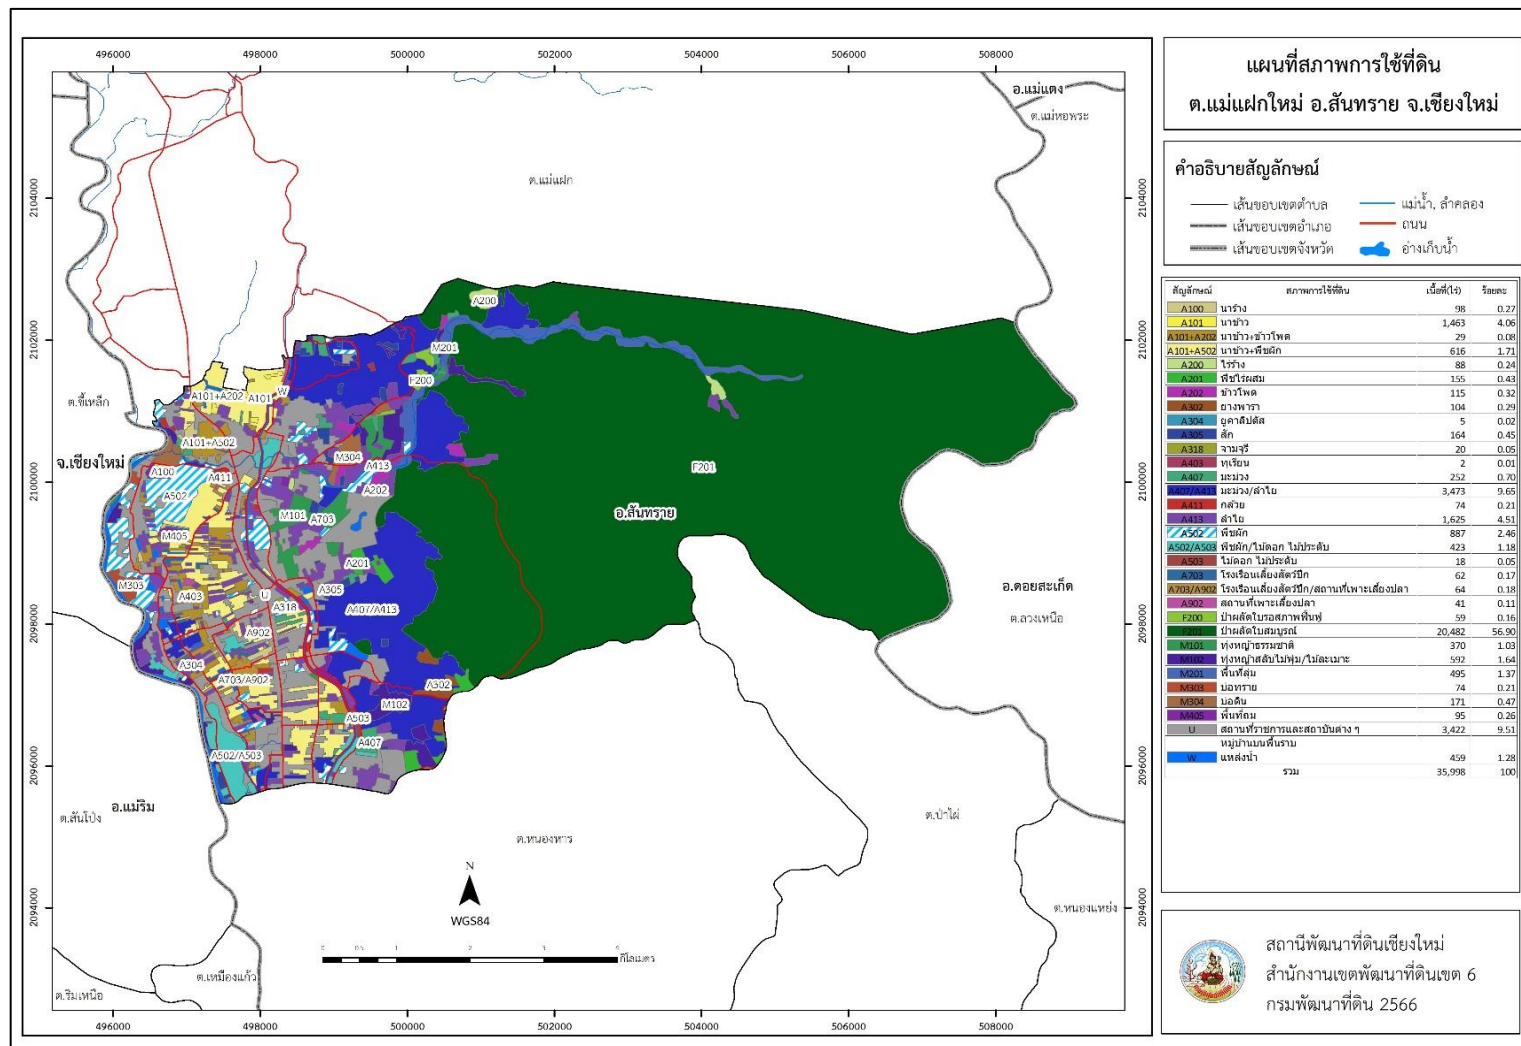 แผนที่สภาพการใช้ที่ดิน
ต.แม่แฝกใหม่ อ.สันทราย จ.เชียงใหม่
คำอธิบายสัญลักษณ์
เส้นขอบเขตตำบล
แม่น้ำ, ลำคลอง
เส้นขอบเขตอำเภอ
ถนน
เส้นขอบเขตจังหวัด
อ่างเก็บน้ำ
สัญลักษณ์ สภาพการใช้ที่ดิน เนื้อที่(ไร่) ร้อยละ
A100 นาร้าง 98 0.27
A101 นาข้าว 1,463 4.06
A101+A202 นาข้าว+ข้าวโพด 29 0.08
A101+A502 นาข้าว+พืชผัก 616 1.71
A200 ไร่ร้าง 88 0.24
A201 พืชไร่ผสม 155 0.43
A202 ข้าวโพด 115 0.32
A302 ยางพารา 104 0.29
A304 ยูคาลิปตัส 5 0.02
A305 สัก 164 0.45
A318 จามจุรี 20 0.05
A403 ทุเรียน 2 0.01
A407 มะม่วง 252 0.70
A407/A413 มะม่วง/ลำไย 3,473 9.65
A411 กล้วย 74 0.21
A413 ลำไย 1,625 4.51
A502 พืชผัก 887 2.46
A502/A503 พืชผัก/ไม้ดอก ไม้ประดับ 423 1.18
A503 ไม้ดอก ไม้ประดับ 18 0.05
A703 โรงเรือนเลี้ยงสัตว์ปีก 62 0.17
A703/A902 โรงเรือนเลี้ยงสัตว์ปีก/สถานที่เพาะเลี้ยงปลา 64 0.18
A902 สถานที่เพาะเลี้ยงปลา 41 0.11
F200 ป่าผลัดใบรอสภาพฟื้นฟู 59 0.16
F201 ป่าผลัดใบสมบูรณ์ 20,482 56.90
M101 ทุ่งหญ้าธรรมชาติ 370 1.03
M102 ทุ่งหญ้าสลับไม้พุ่ม/ไม้ละเมาะ 592 1.64
M201 พื้นที่ลุ่ม 495 1.37
M303 บ่อทราย 74 0.21
M304 บ่อดิน 171 0.47
M405 พื้นที่ถม 95 0.26
U สถานที่ราชการและสถาบันต่าง ๆ 3,422 9.51
หมู่บ้านบนพื้นราบ
W แหล่งน้ำ 459 1.28
รวม 35,998 100
สถานีพัฒนาที่ดินเชียงใหม่
สำนักงานเขตพัฒนาที่ดินเขต 6
กรมพัฒนาที่ดิน 2566
496000 498000 500000 502000 504000 506000 508000
2104000 2104000
2102000 2102000
2100000 2100000
2098000 2098000
2096000 2096000
2094000 2094000
อ.แม่แตง
ต.แม่หอพระ
ต.แม่แฝก
A200
M201
F200
W
A101+A202 A101
ต.ขี้เหล็ก
A101+A502
จ.เชียงใหม่
A100
A411
A502
M304
A413
A202
F201
อ.สันทราย
M101
A703
M405
A201
M303
A403
U
A305
A318
A407/A413
อ.ดอยสะเก็ด
ต.ลวงเหนือ
A902
A304
A703/A902
A302
M102
A503
A407
A502/A503
อ.แม่ริม
ต.สันโป่ง
ต.หนองหาร
ต.ป่าไผ่
ต.หนองแหย่ง
ต.เหมืองแก้ว
ต.ริมเหนือ
N
WGS84
0 0.5 1 2 3 4
กิโลเมตร
496000 498000 500000 502000 504000 506000 508000